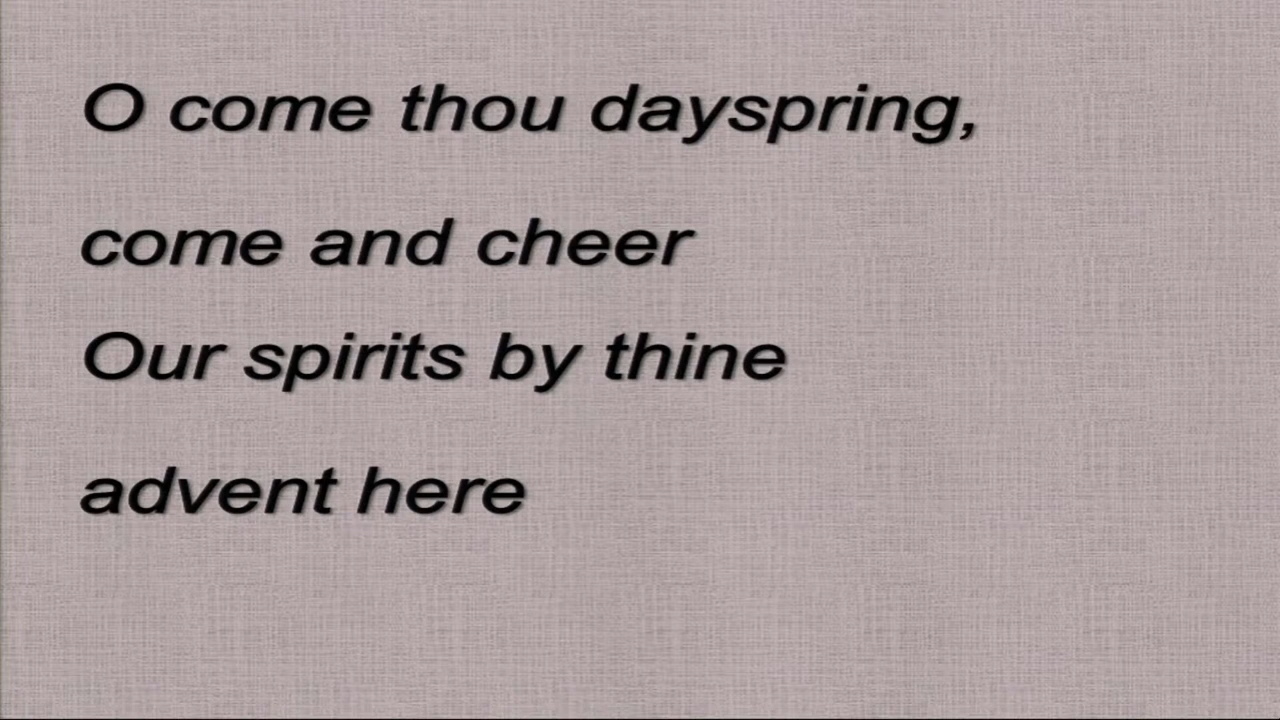 O come thou dayspring,
come and cheer
Our spirits by thine
advent here